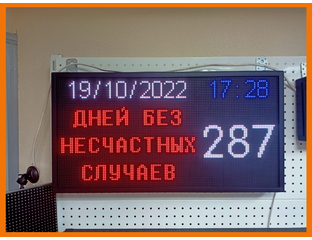 19/10/2022 17:28
ДНЕЙ БЕЗ
НЕСЧАСТНЫХ 287
СЛУЧАЕВ